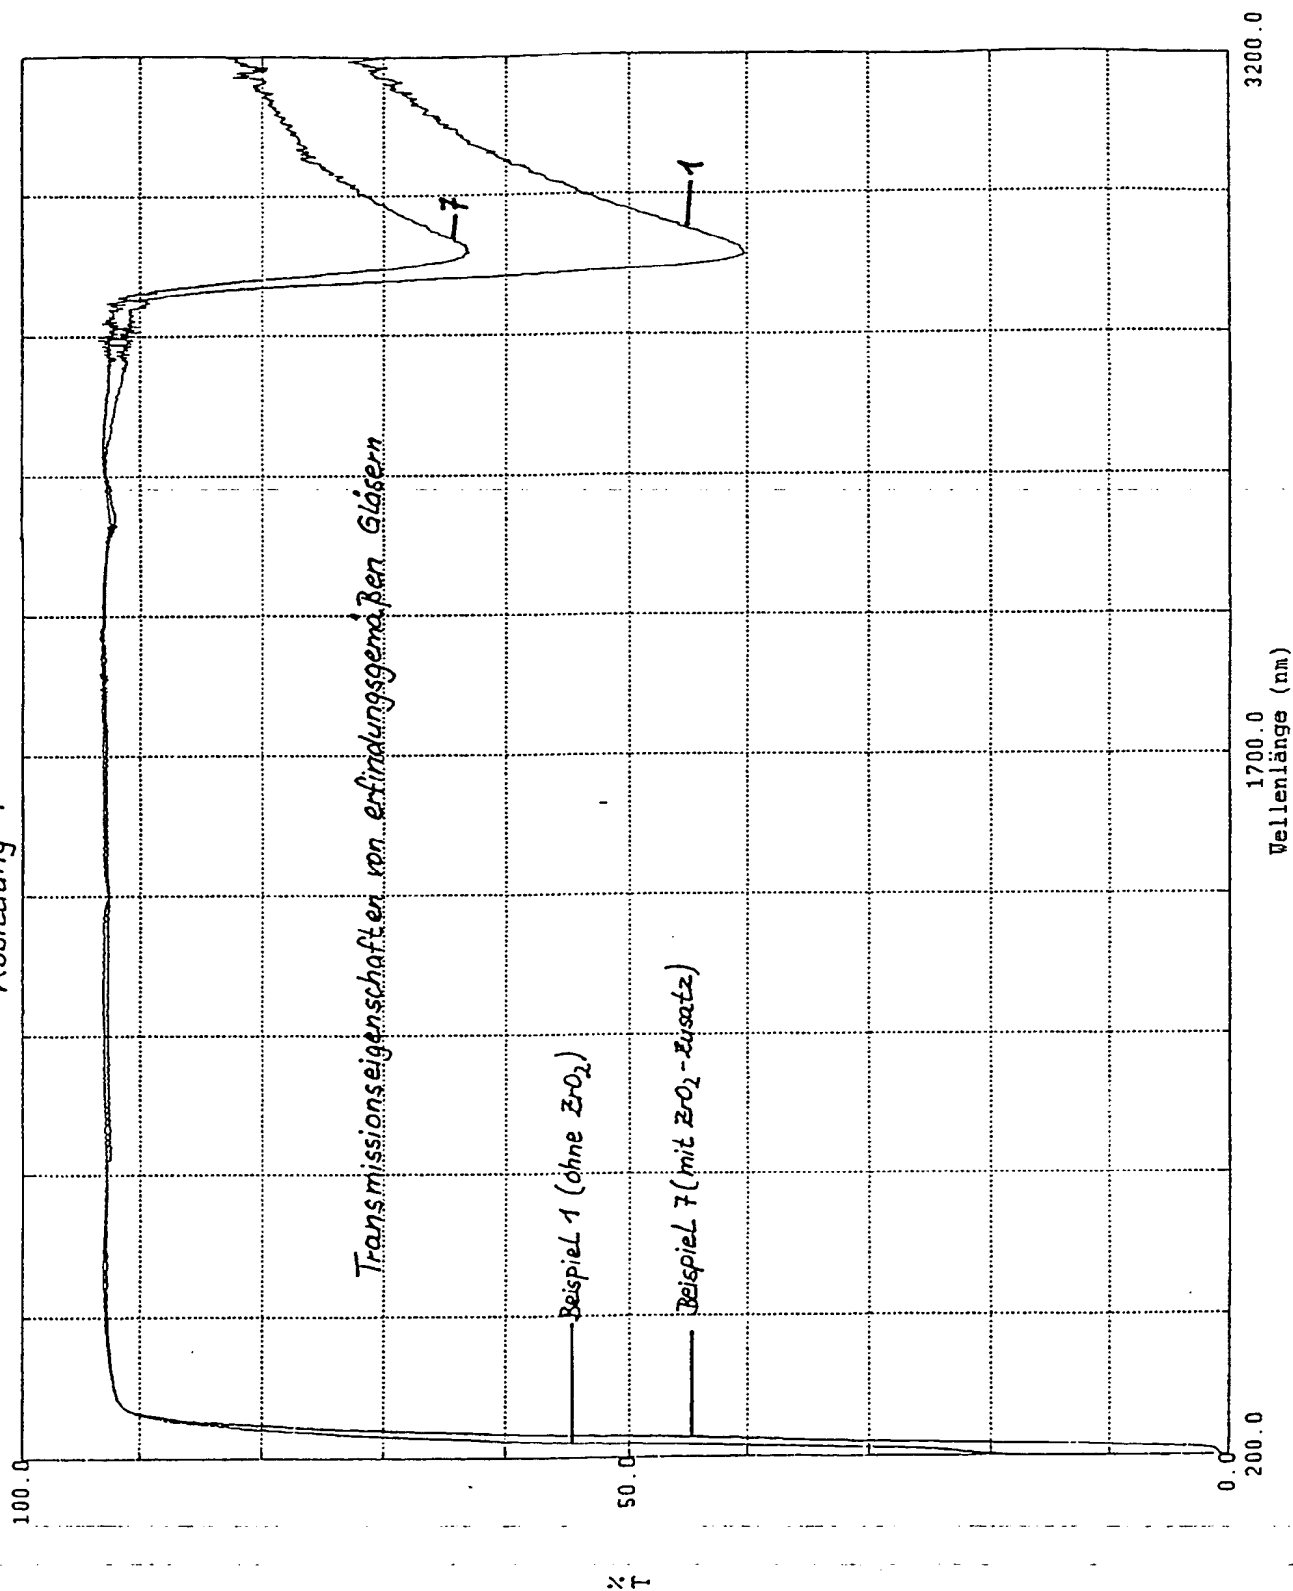 Abbildung 1
100.0
Transmissionseigenschaften von erfindungsgemäßen Gläsern
7
Beispiel 1 (ohne ZrO₂)
50.0
% T
Beispiel 7 (mit ZrO₂-Zusatz)
1
0.0
200.0
1700.0
3200.0
Wellenlänge (nm)